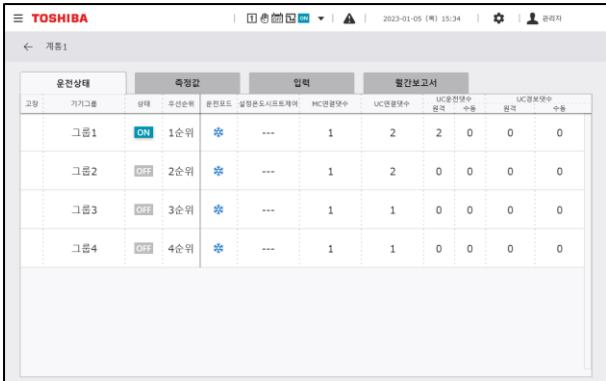 TOSHIBA 1 ON 2023-01-05 (목) 15:34 관리자
← 계통1
운전상태 측정값 입력 월간보고서
고장 기기그룹 상태 우선순위 운전모드 설정온도시프트제어 MC연결댓수 UC연결댓수 UC운전댓수 원격 수동 UC경보댓수 원격 수동
그룹1 ON 1순위 --- 1 2 2 0 0 0
그룹2 OFF 2순위 --- 1 2 0 0 0 0
그룹3 OFF 3순위 --- 1 1 0 0 0 0
그룹4 OFF 4순위 --- 1 1 0 0 0 0